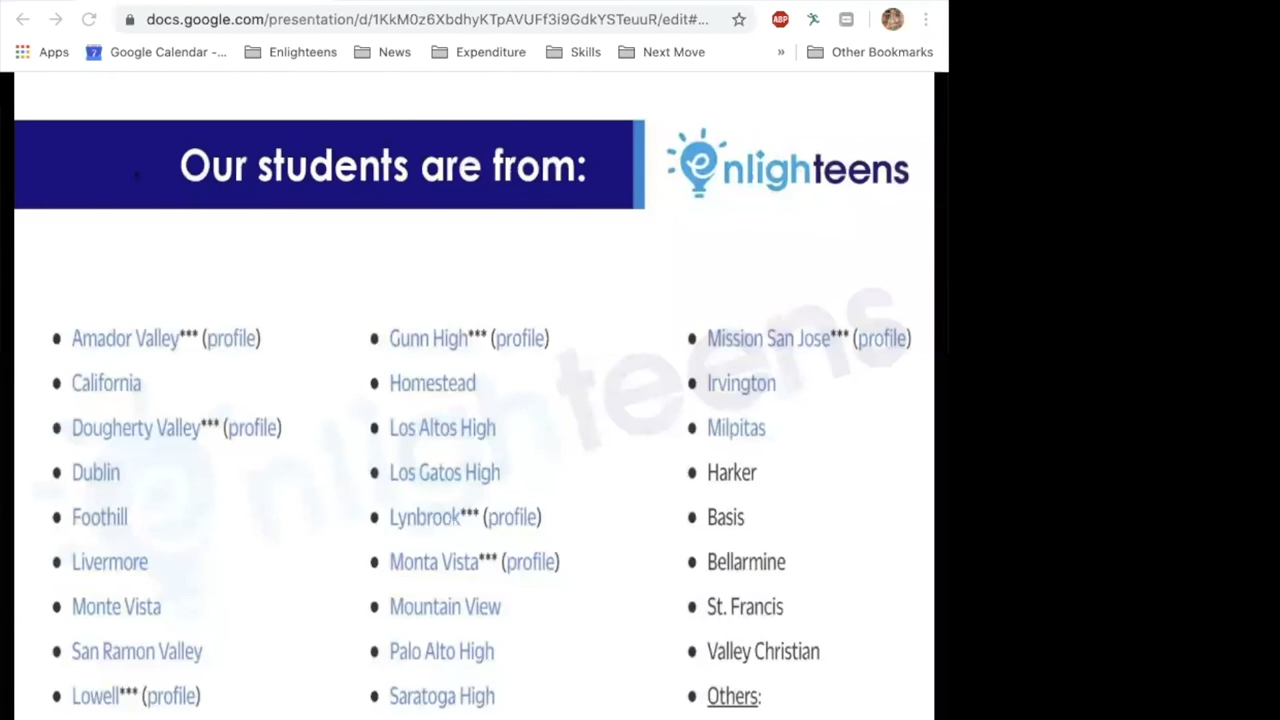 docs.google.com/presentation/d/1KkM0z6XbdhyKTpAVUFf3i9GdkYSTeuuR/edit#...
ABP
Apps
7
Google Calendar -...
Enlighteens
News
Expenditure
Skills
Next Move
»
Other Bookmarks
Our students are from:
enlighteens
• Amador Valley*** (profile)
• California
• Dougherty Valley*** (profile)
• Dublin
• Foothill
• Livermore
• Monte Vista
• San Ramon Valley
• Lowell*** (profile)
• Gunn High*** (profile)
• Homestead
• Los Altos High
• Los Gatos High
• Lynbrook*** (profile)
• Monta Vista*** (profile)
• Mountain View
• Palo Alto High
• Saratoga High
• Mission San Jose*** (profile)
• Irvington
• Milpitas
• Harker
• Basis
• Bellarmine
• St. Francis
• Valley Christian
• Others:
enlighteens